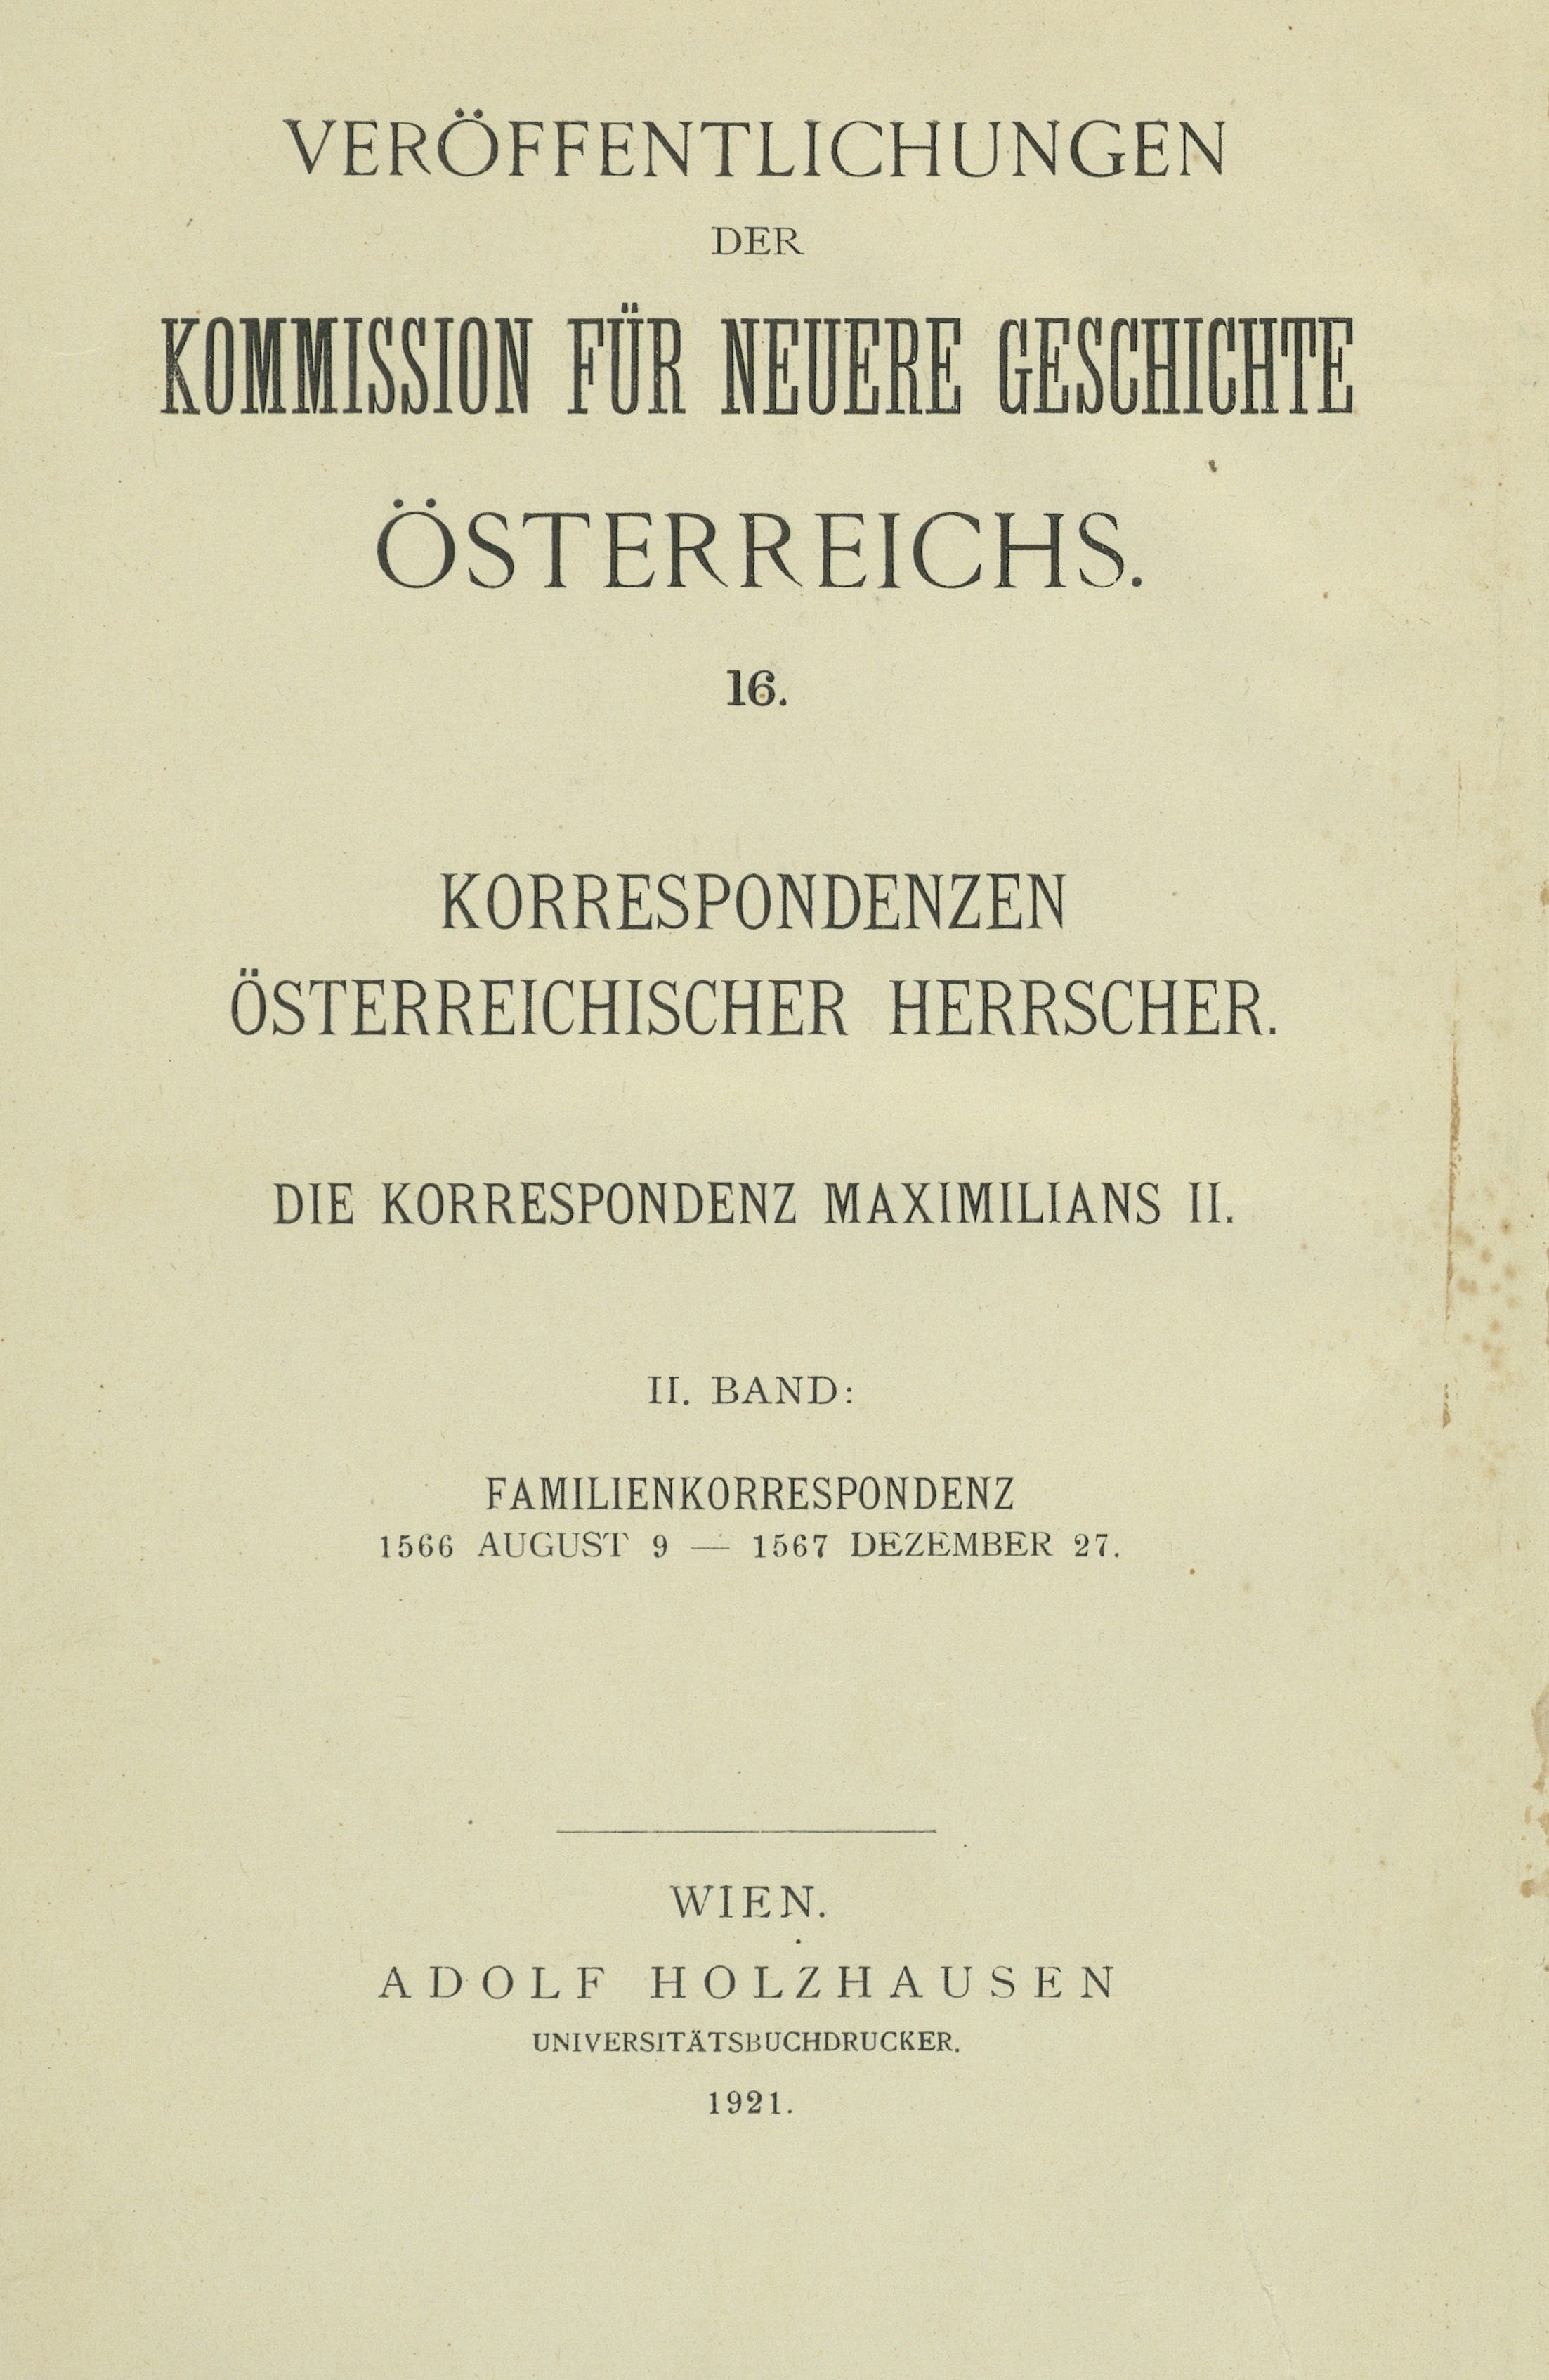 VERÖFFENTLICHUNGEN
DER
KOMMISSION FÜR NEUERE GESCHICHTE
ÖSTERREICHS.
16.
KORRESPONDENZEN
ÖSTERREICHISCHER HERRSCHER.
DIE KORRESPONDENZ MAXIMILIANS II.
II. BAND:
FAMILIENKORRESPONDENZ
1566 AUGUST 9 — 1567 DEZEMBER 27.
WIEN.
ADOLF HOLZHAUSEN
UNIVERSITÄTSBUCHDRUCKER.
1921.